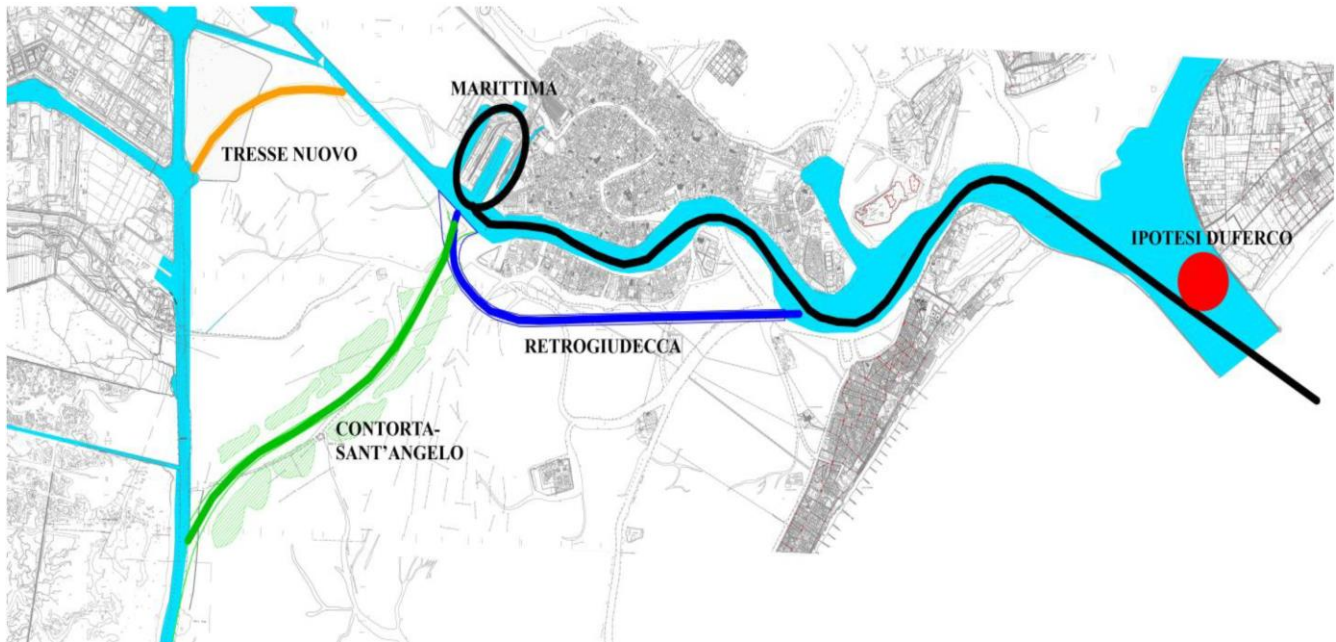 MARITTIMA
TRESSE NUOVO
IPOTESI DUFERCO
RETROGIUDECCA
CONTORTA-
SANT'ANGELO